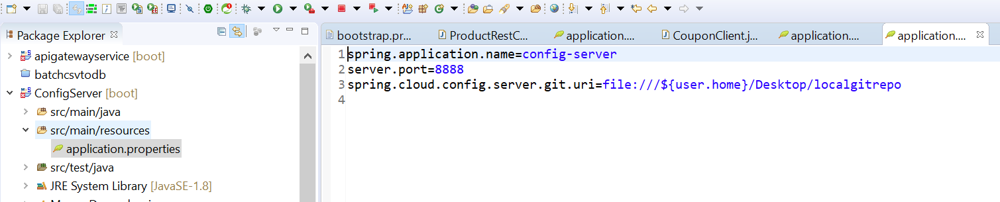 Package Explorer
apigatewayservice [boot]
batchcsvtodb
ConfigServer [boot]
src/main/java
src/main/resources
application.properties
src/test/java
JRE System Library [JavaSE-1.8]
bootstrap.pr... ProductRestC... application.... CouponClient.j... application.... application....
1 spring.application.name=config-server
2 server.port=8888
3 spring.cloud.config.server.git.uri=file:///${user.home}/Desktop/localgitrepo
4